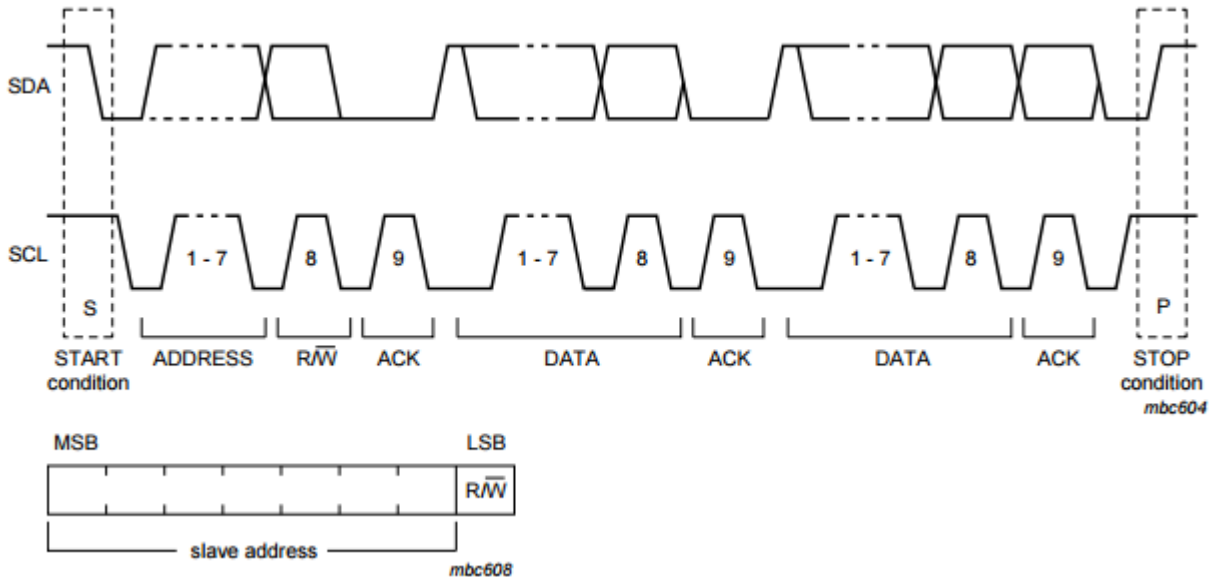 SDA
SCL
1 - 7 8 9 1 - 7 8 9 1 - 7 8 9
S P
START ADDRESS R/W̅ ACK DATA ACK DATA ACK STOP
condition condition
mbc604
MSB LSB
R/W̅
slave address
mbc608